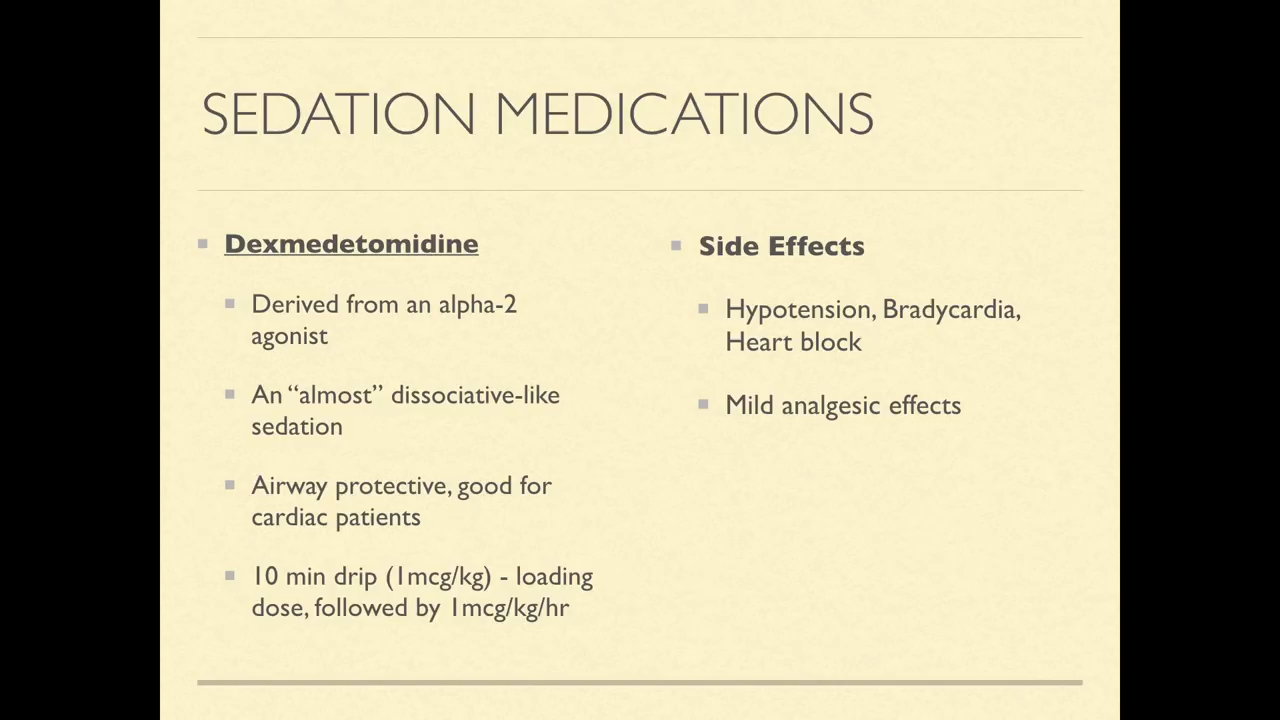 SEDATION MEDICATIONS
Dexmedetomidine
Derived from an alpha-2
agonist
An “almost” dissociative-like
sedation
Airway protective, good for
cardiac patients
10 min drip (1mcg/kg) - loading
dose, followed by 1mcg/kg/hr
Side Effects
Hypotension, Bradycardia,
Heart block
Mild analgesic effects